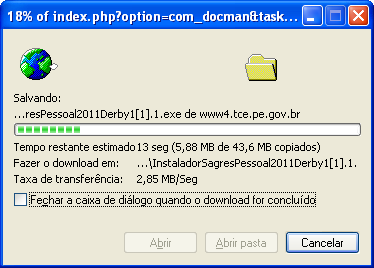 18% of index.php?option=com_docman&task...
Salvando:
...resPessoal2011Derby1[1].1.exe de www4.tce.pe.gov.br
Tempo restante estimado 13 seg (5,88 MB de 43,6 MB copiados)
Fazer o download em: ...\InstaladorSagresPessoal2011Derby1[1].1.
Taxa de transferência: 2,85 MB/Seg
Fechar a caixa de diálogo quando o download for concluído
Abrir Abrir pasta Cancelar